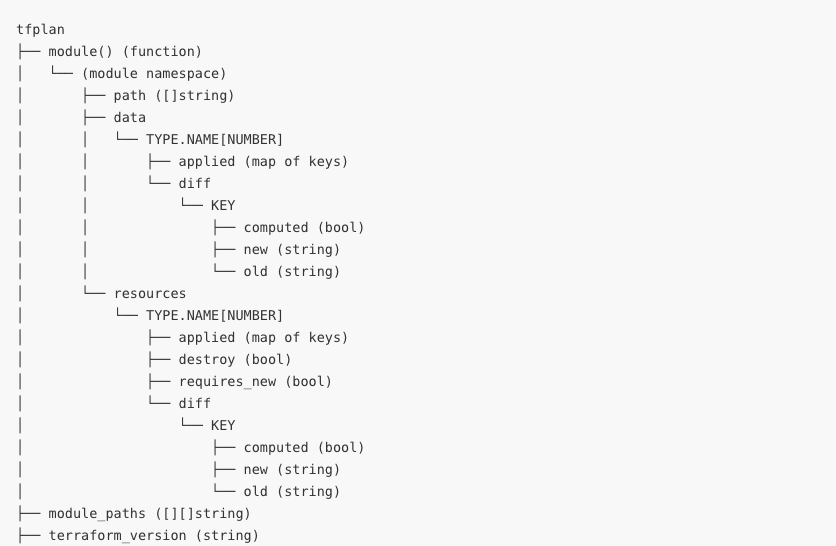 tfplan
├── module() (function)
│   └── (module namespace)
│       ├── path ([]string)
│       ├── data
│       │   └── TYPE.NAME[NUMBER]
│       │       ├── applied (map of keys)
│       │       └── diff
│       │           └── KEY
│       │               ├── computed (bool)
│       │               ├── new (string)
│       │               └── old (string)
│       └── resources
│           └── TYPE.NAME[NUMBER]
│               ├── applied (map of keys)
│               ├── destroy (bool)
│               ├── requires_new (bool)
│               └── diff
│                   └── KEY
│                       ├── computed (bool)
│                       ├── new (string)
│                       └── old (string)
├── module_paths ([][]string)
├── terraform_version (string)